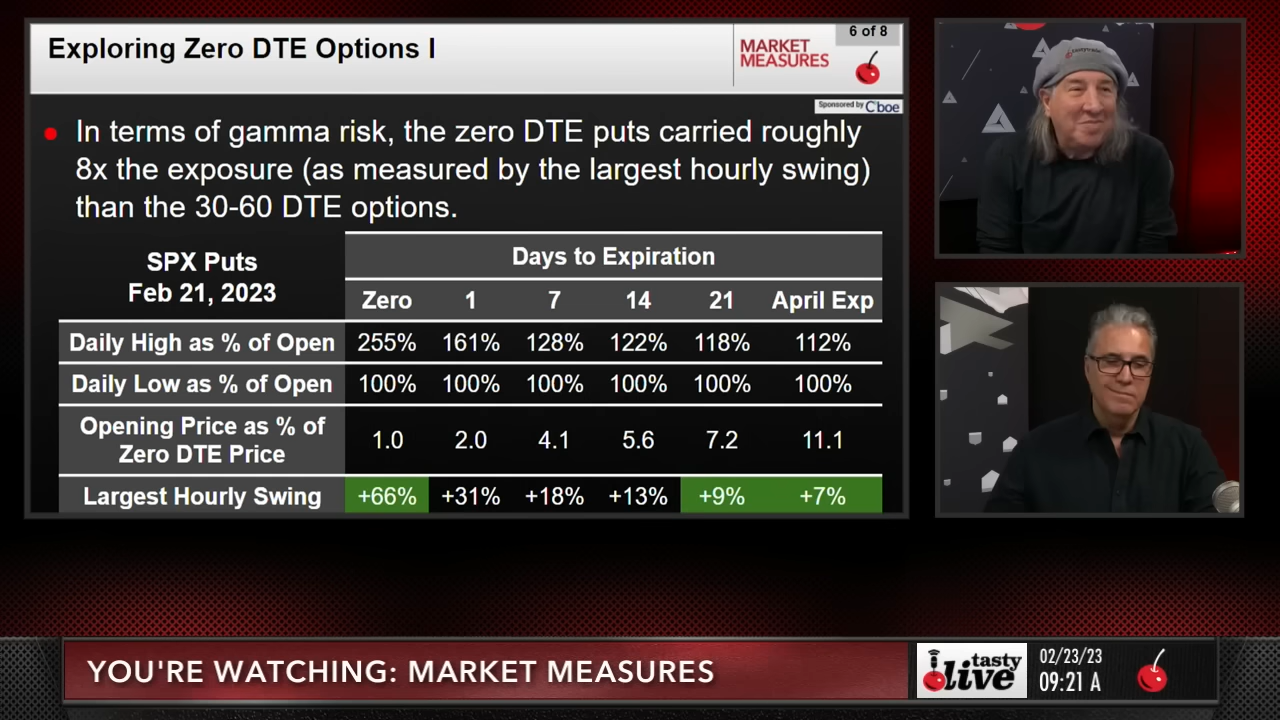 Exploring Zero DTE Options I
MARKET
MEASURES
6 of 8
Sponsored by Cboe
In terms of gamma risk, the zero DTE puts carried roughly
8x the exposure (as measured by the largest hourly swing)
than the 30-60 DTE options.
SPX Puts
Feb 21, 2023
Days to Expiration
Zero 1 7 14 21 April Exp
Daily High as % of Open 255% 161% 128% 122% 118% 112%
Daily Low as % of Open 100% 100% 100% 100% 100% 100%
Opening Price as % of
Zero DTE Price 1.0 2.0 4.1 5.6 7.2 11.1
Largest Hourly Swing +66% +31% +18% +13% +9% +7%
YOU'RE WATCHING: MARKET MEASURES
tasty
live
02/23/23
09:21 A